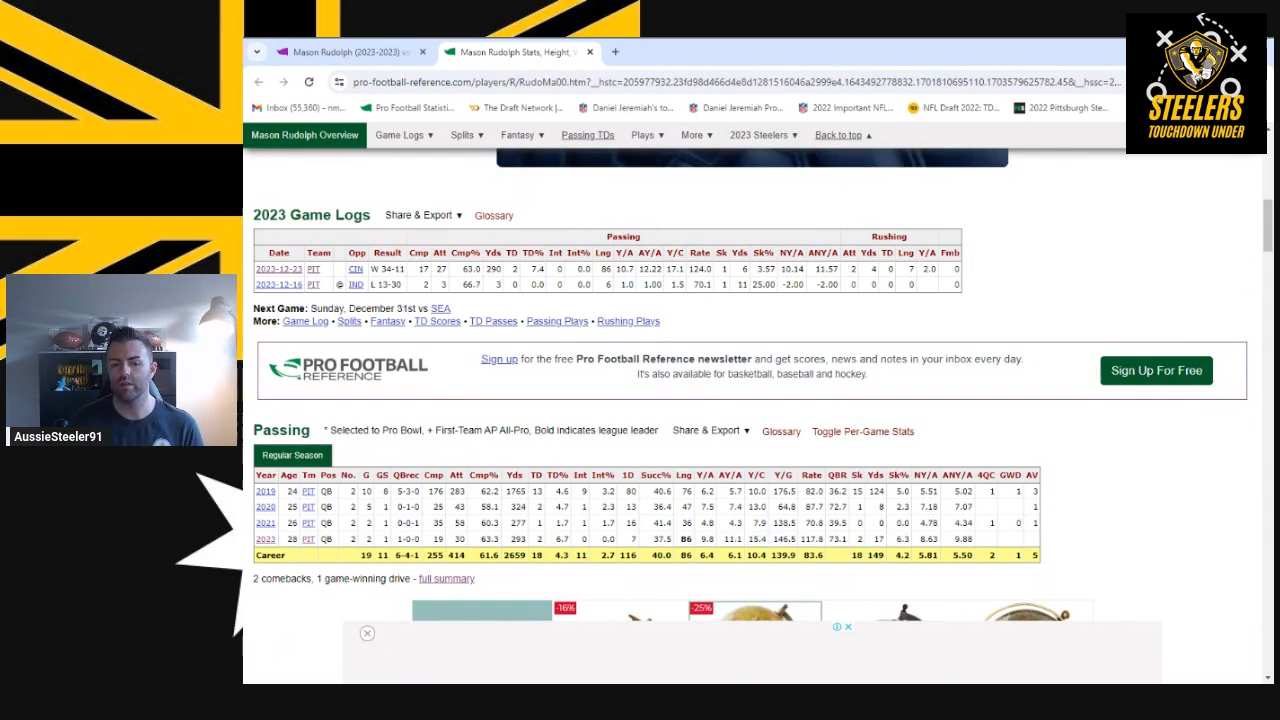 Mason Rudolph (2023-2023) vs
Mason Rudolph Stats, Height, W
pro-football-reference.com/players/R/RudoMa00.htm?__hstc=205977932.23fd98d466d4e8d1281516046a2999e4.1643492778832.1701810695110.1703579625782.45&__hssc=2...
Inbox (55,360) - nm...
Pro Football Statisti...
The Draft Network |...
Daniel Jeremiah's to...
Daniel Jeremiah Pro...
2022 Important NFL...
NFL Draft 2022: TD...
2022 Pittsburgh Ste...
STEELERS
TOUCHDOWN UNDER
Mason Rudolph Overview Game Logs ▼ Splits ▼ Fantasy ▼ Passing TDs Plays ▼ More ▼ 2023 Steelers ▼ Back to top ▲
2023 Game Logs Share & Export ▼ Glossary
Passing Rushing
Date Team Opp Result Cmp Att Cmp% Yds TD TD% Int Int% Lng Y/A AY/A Y/C Rate Sk Yds Sk% NY/A ANY/A Att Yds TD Lng Y/A Fmb
2023-12-23 PIT CIN W 34-11 17 27 63.0 290 2 7.4 0 0.0 86 10.7 12.22 17.1 124.0 1 6 3.57 10.14 11.57 2 4 0 7 2.0 0
2023-12-16 PIT @ IND L 13-30 2 3 66.7 3 0 0.0 0 0.0 6 1.0 1.00 1.5 70.1 1 11 25.00 -2.00 -2.00 0 0 0 0 0
Next Game: Sunday, December 31st vs SEA
More: Game Log • Splits • Fantasy • TD Scores • TD Passes • Passing Plays • Rushing Plays
PRO FOOTBALL
REFERENCE
Sign up for the free Pro Football Reference newsletter and get scores, news and notes in your inbox every day.
It's also available for basketball, baseball and hockey.
Sign Up For Free
AussieSteeler91
Passing * Selected to Pro Bowl, + First-Team AP All-Pro, Bold indicates league leader Share & Export ▼ Glossary Toggle Per-Game Stats
Regular Season
Year Age Tm Pos No. G GS QBrec Cmp Att Cmp% Yds TD TD% Int Int% 1D Succ% Lng Y/A AY/A Y/C Y/G Rate QBR Sk Yds Sk% NY/A ANY/A 4QC GWD AV
2019 24 PIT QB 2 10 8 5-3-0 176 283 62.2 1765 13 4.6 9 3.2 80 40.6 76 6.2 5.7 10.0 176.5 82.0 36.2 15 124 5.0 5.51 5.02 1 1 3
2020 25 PIT QB 2 5 1 0-1-0 25 43 58.1 324 2 4.7 1 2.3 13 36.4 47 7.5 7.4 13.0 64.8 87.7 72.7 1 8 2.3 7.18 7.07 1
2021 26 PIT QB 2 2 1 0-0-1 35 58 60.3 277 1 1.7 1 1.7 16 41.4 36 4.8 4.3 7.9 138.5 70.8 39.5 0 0 0.0 4.78 4.34 1 0 1
2023 28 PIT QB 2 2 1 1-0-0 19 30 63.3 293 2 6.7 0 0.0 7 37.5 86 9.8 11.1 15.4 146.5 117.8 73.1 2 17 6.3 8.63 9.88 1
Career 19 11 6-4-1 255 414 61.6 2659 18 4.3 11 2.7 116 40.0 86 6.4 6.1 10.4 139.9 83.6 18 149 4.2 5.81 5.50 2 1 5
2 comebacks, 1 game-winning drive - full summary
-16%
-25%